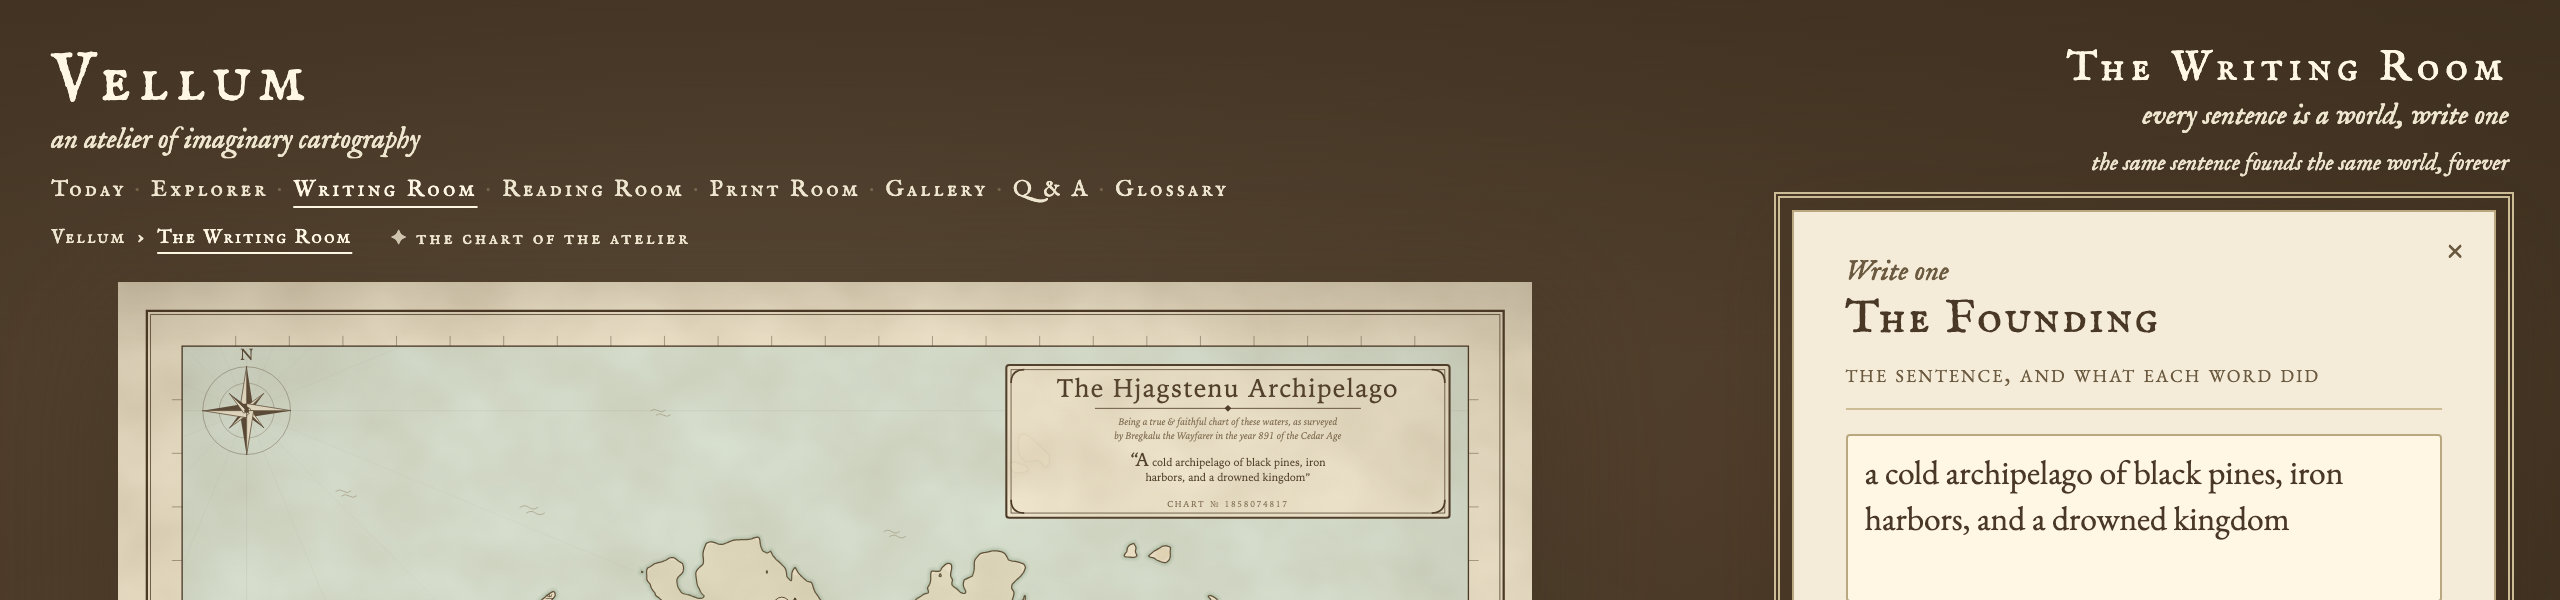 Vellum
an atelier of imaginary cartography
Today · Explorer · Writing Room · Reading Room · Print Room · Gallery · Q & A · Glossary
Vellum › The Writing Room ✦ the chart of the atelier
The Writing Room
every sentence is a world, write one
the same sentence founds the same world, forever
N
The Hjagstenu Archipelago
Being a true & faithful chart of these waters, as surveyed
by Bregkalu the Wayfarer in the year 891 of the Cedar Age
“A cold archipelago of black pines, iron
harbors, and a drowned kingdom”
CHART № 1858074817
×
Write one
The Founding
the sentence, and what each word did
a cold archipelago of black pines, iron
harbors, and a drowned kingdom